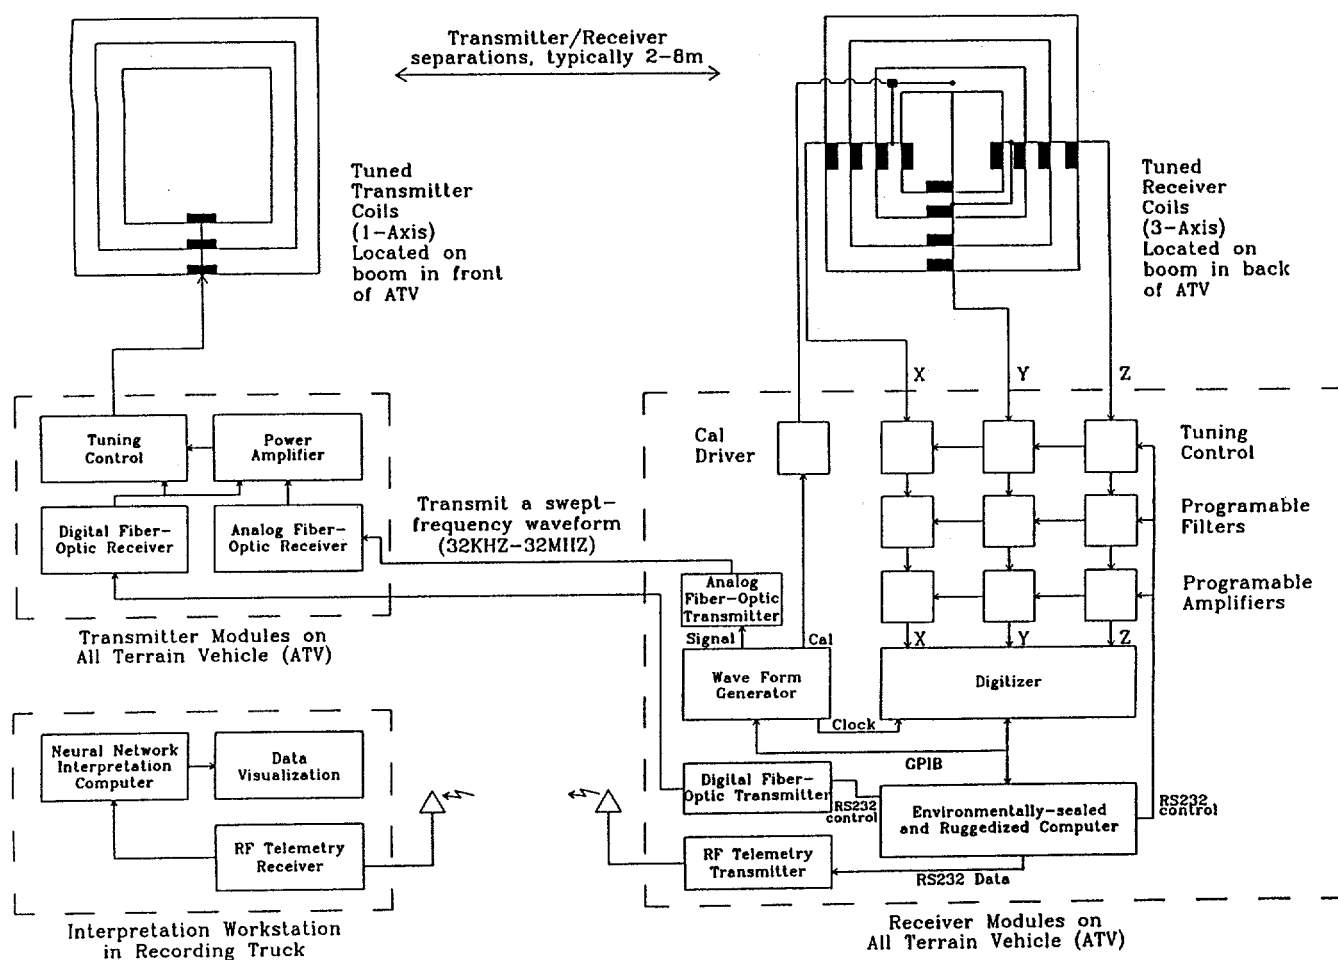 Transmitter/Receiver
separations, typically 2-8m
Tuned
Transmitter
Coils
(1-Axis)
Located on
boom in front
of ATV
Tuned
Receiver
Coils
(3-Axis)
Located on
boom in back
of ATV
X
Y
Z
Tuning
Control
Power
Amplifier
Digital Fiber-
Optic Receiver
Analog Fiber-
Optic Receiver
Transmitter Modules on
All Terrain Vehicle (ATV)
Transmit a swept-
frequency waveform
(32KHZ-32MHZ)
Cal
Driver
Tuning
Control
Programable
Filters
Programable
Amplifiers
Analog
Fiber-Optic
Transmitter
Signal
Cal
X
Y
Z
Wave Form
Generator
Digitizer
Clock
GPIB
Digital Fiber-
Optic Transmitter
RS232
control
Environmentally-sealed
and Ruggedized Computer
RS232
control
RF Telemetry
Transmitter
RS232 Data
Receiver Modules on
All Terrain Vehicle (ATV)
Neural Network
Interpretation
Computer
Data
Visualization
RF Telemetry
Receiver
Interpretation Workstation
in Recording Truck